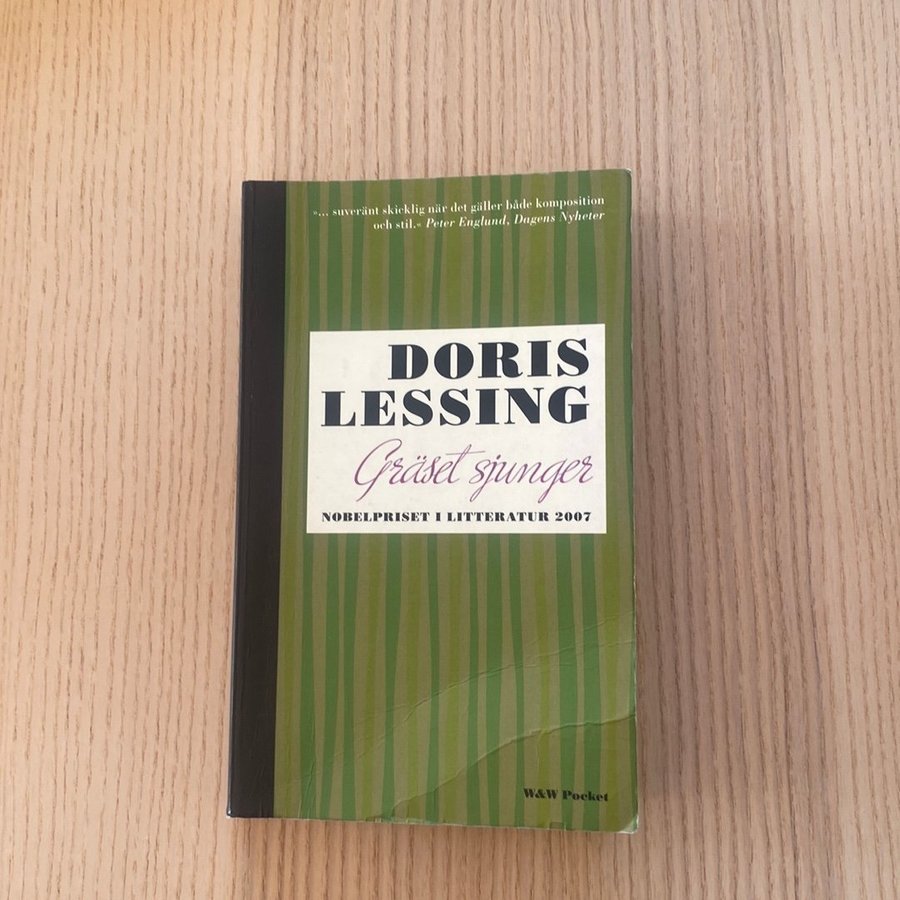 »... suveränt skicklig när det gäller både komposition
och stil.« Peter Englund, Dagens Nyheter
DORIS
LESSING
Gräset sjunger
NOBELPRISET I LITTERATUR 2007
W&W Pocket